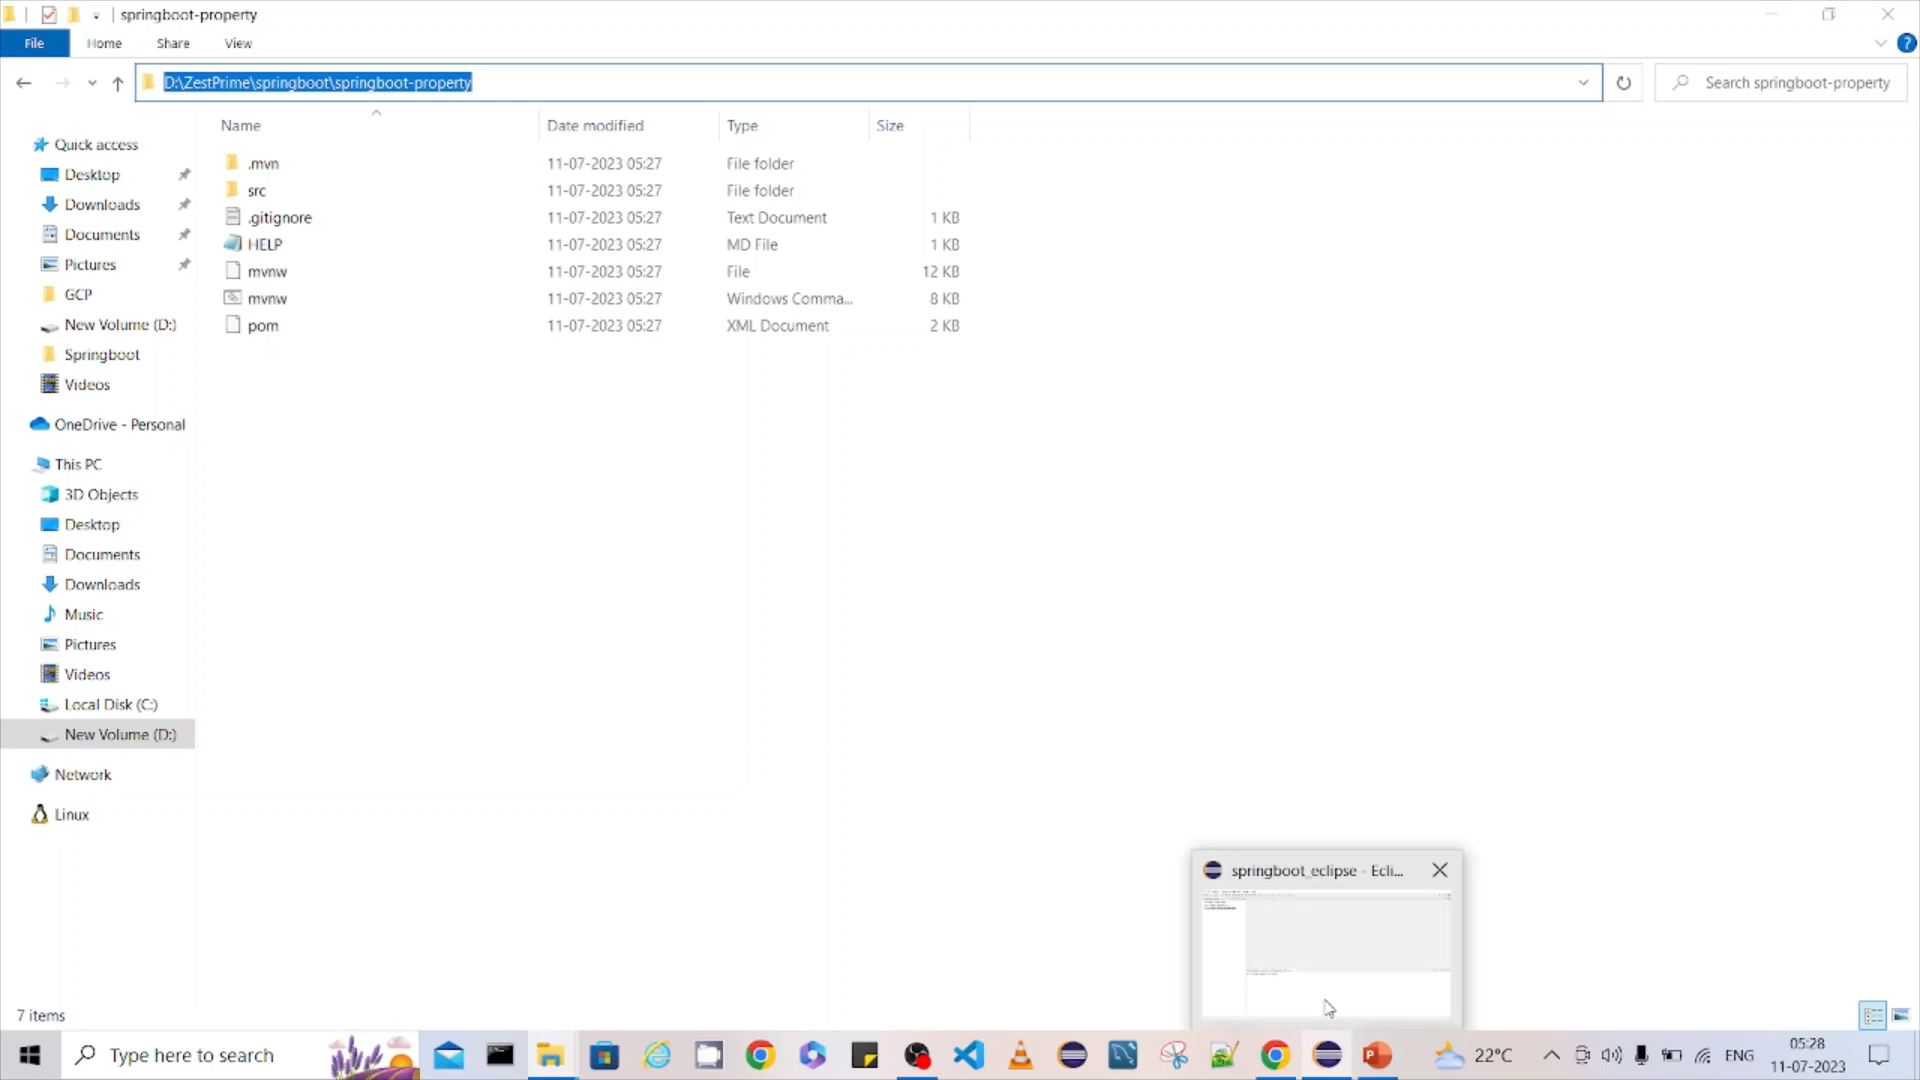 springboot-property
File Home Share View
D:\ZestPrime\springboot\springboot-property
Search springboot-property
Name Date modified Type Size
.mvn 11-07-2023 05:27 File folder
src 11-07-2023 05:27 File folder
.gitignore 11-07-2023 05:27 Text Document 1 KB
HELP 11-07-2023 05:27 MD File 1 KB
mvnw 11-07-2023 05:27 File 12 KB
mvnw 11-07-2023 05:27 Windows Comma... 8 KB
pom 11-07-2023 05:27 XML Document 2 KB
Quick access
Desktop
Downloads
Documents
Pictures
GCP
New Volume (D:)
Springboot
Videos
OneDrive - Personal
This PC
3D Objects
Desktop
Documents
Downloads
Music
Pictures
Videos
Local Disk (C:)
New Volume (D:)
Network
Linux
springboot_eclipse - Ecli...
7 items
Type here to search
22°C
ENG
05:28
11-07-2023